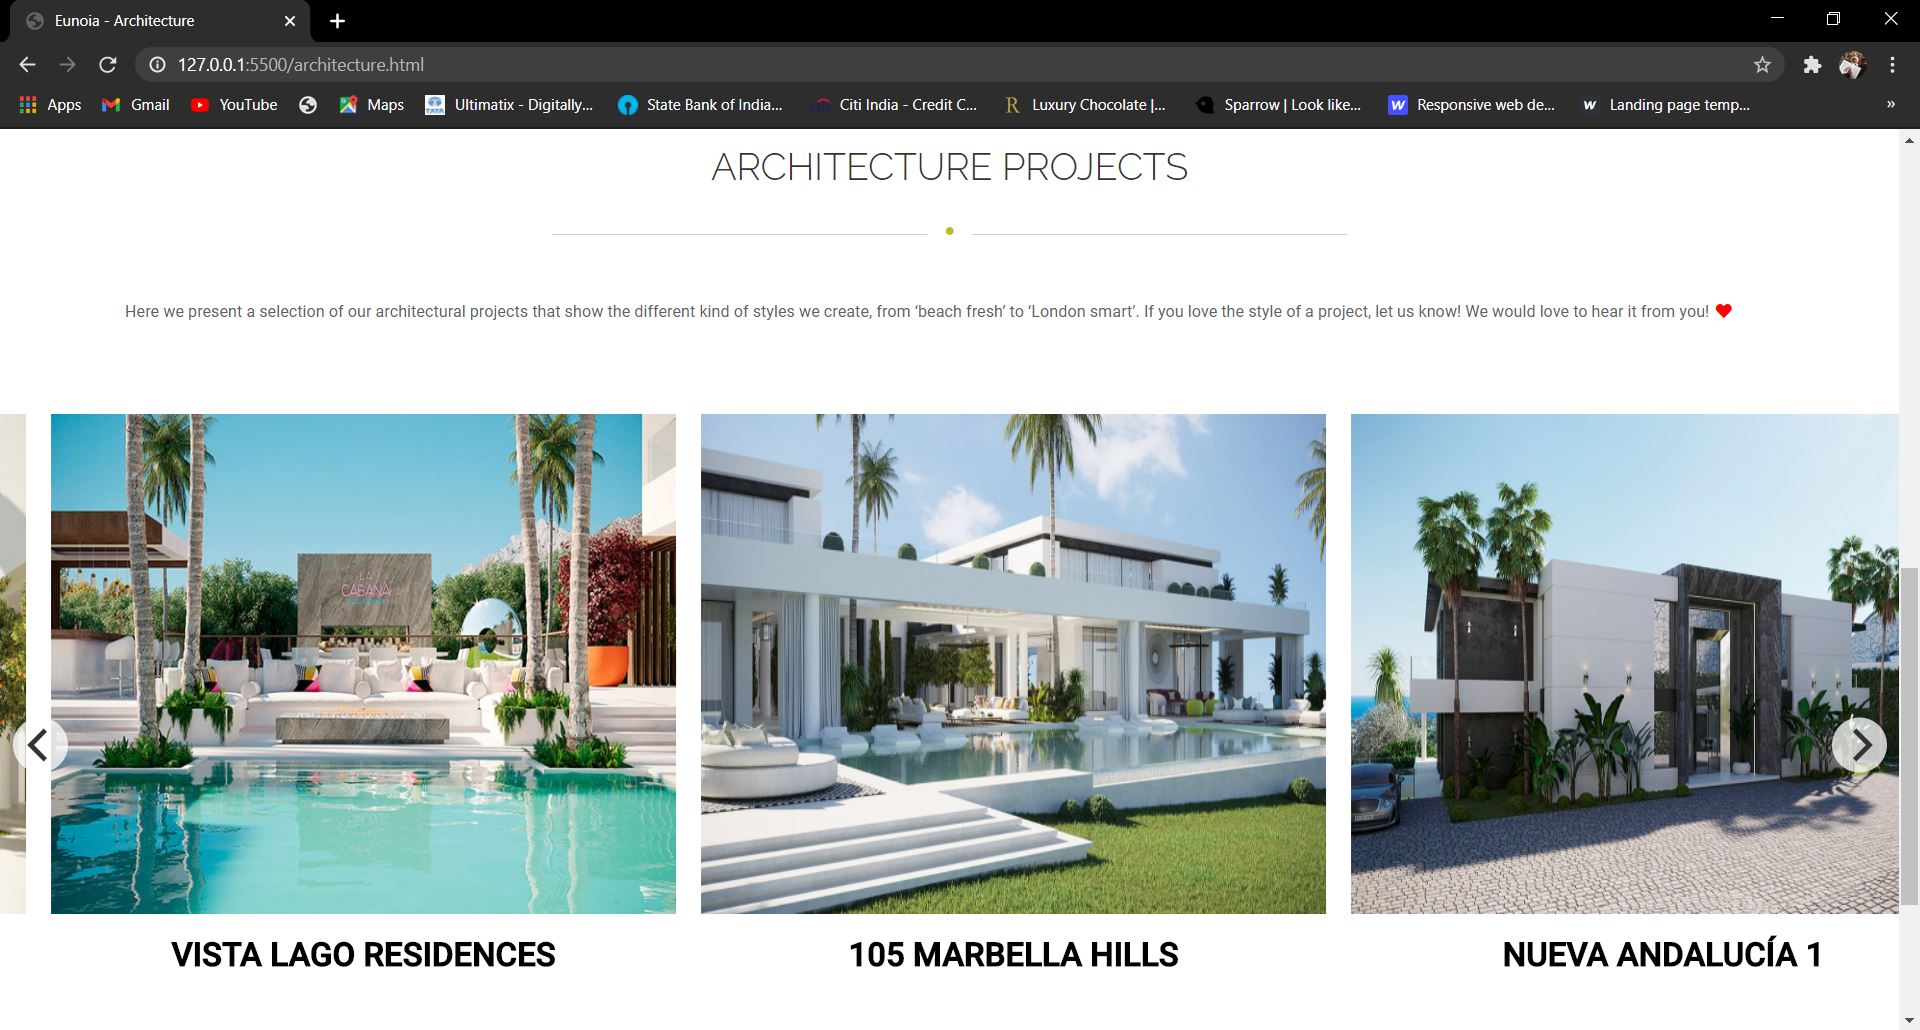 Eunoia - Architecture
127.0.0.1:5500/architecture.html
Apps Gmail YouTube Maps Ultimatix - Digitally... State Bank of India... Citi India - Credit C... Luxury Chocolate |... Sparrow | Look like... Responsive web de... Landing page temp... »
ARCHITECTURE PROJECTS
Here we present a selection of our architectural projects that show the different kind of styles we create, from ‘beach fresh’ to ‘London smart’. If you love the style of a project, let us know! We would love to hear it from you!
LA
CABANA
VISTA LAGO RESIDENCES
105 MARBELLA HILLS
NUEVA ANDALUCÍA 1